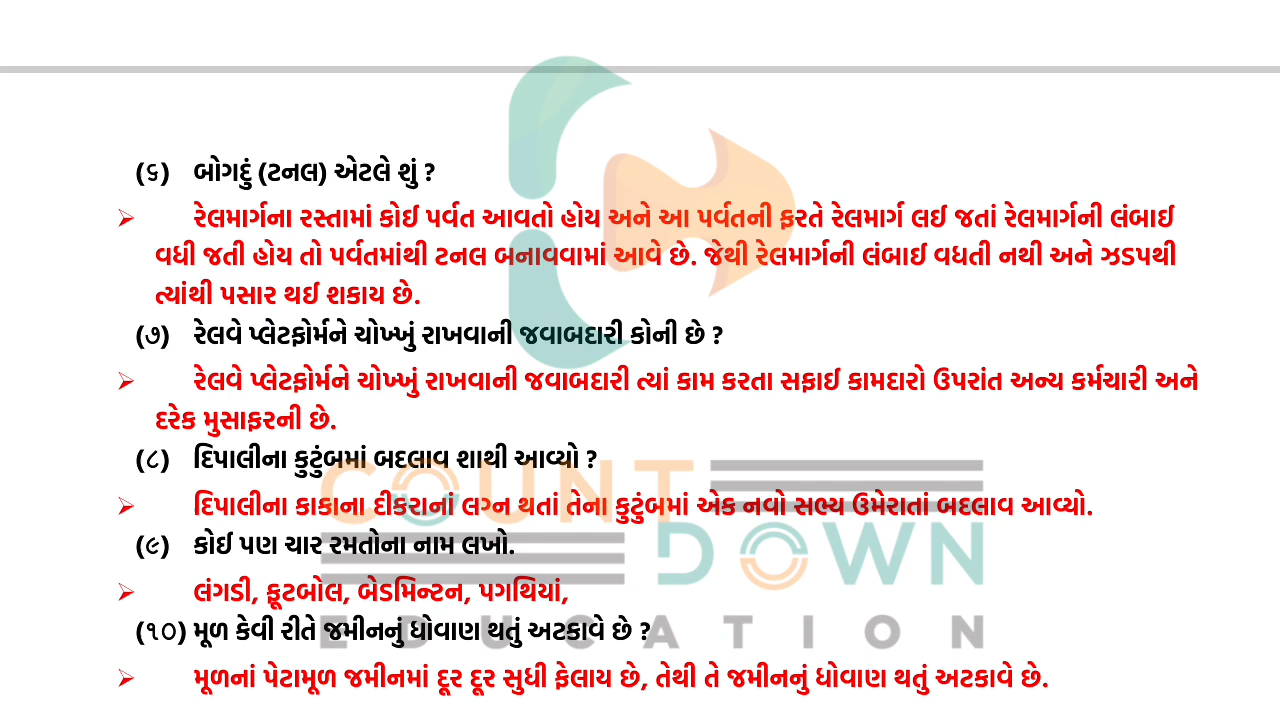 (૬) બોગદું (ટનલ) એટલે શું ?
➢ રેલમાર્ગના રસ્તામાં કોઈ પર્વત આવતો હોય અને આ પર્વતની ફરતે રેલમાર્ગ લઈ જતાં રેલમાર્ગની લંબાઈ
વધી જતી હોય તો પર્વતમાંથી ટનલ બનાવવામાં આવે છે. જેથી રેલમાર્ગની લંબાઈ વધતી નથી અને ઝડપથી
ત્યાંથી પસાર થઈ શકાય છે.
(૭) રેલવે પ્લેટફોર્મને ચોખ્ખું રાખવાની જવાબદારી કોની છે ?
➢ રેલવે પ્લેટફોર્મને ચોખ્ખું રાખવાની જવાબદારી ત્યાં કામ કરતા સફાઈ કામદારો ઉપરાંત અન્ય કર્મચારી અને
દરેક મુસાફરની છે.
(૮) દિપાલીના કુટુંબમાં બદલાવ શાથી આવ્યો ?
➢ દિપાલીના કાકાના દીકરાનાં લગ્ન થતાં તેના કુટુંબમાં એક નવો સભ્ય ઉમેરાતાં બદલાવ આવ્યો.
(૯) કોઈ પણ ચાર રમતોના નામ લખો.
➢ લંગડી, ફૂટબોલ, બેડમિન્ટન, પગથિયાં,
(૧૦) મૂળ કેવી રીતે જમીનનું ધોવાણ થતું અટકાવે છે ?
➢ મૂળનાં પેટામૂળ જમીનમાં દૂર દૂર સુધી ફેલાય છે, તેથી તે જમીનનું ધોવાણ થતું અટકાવે છે.
COUNT
DOWN
EDUCATION